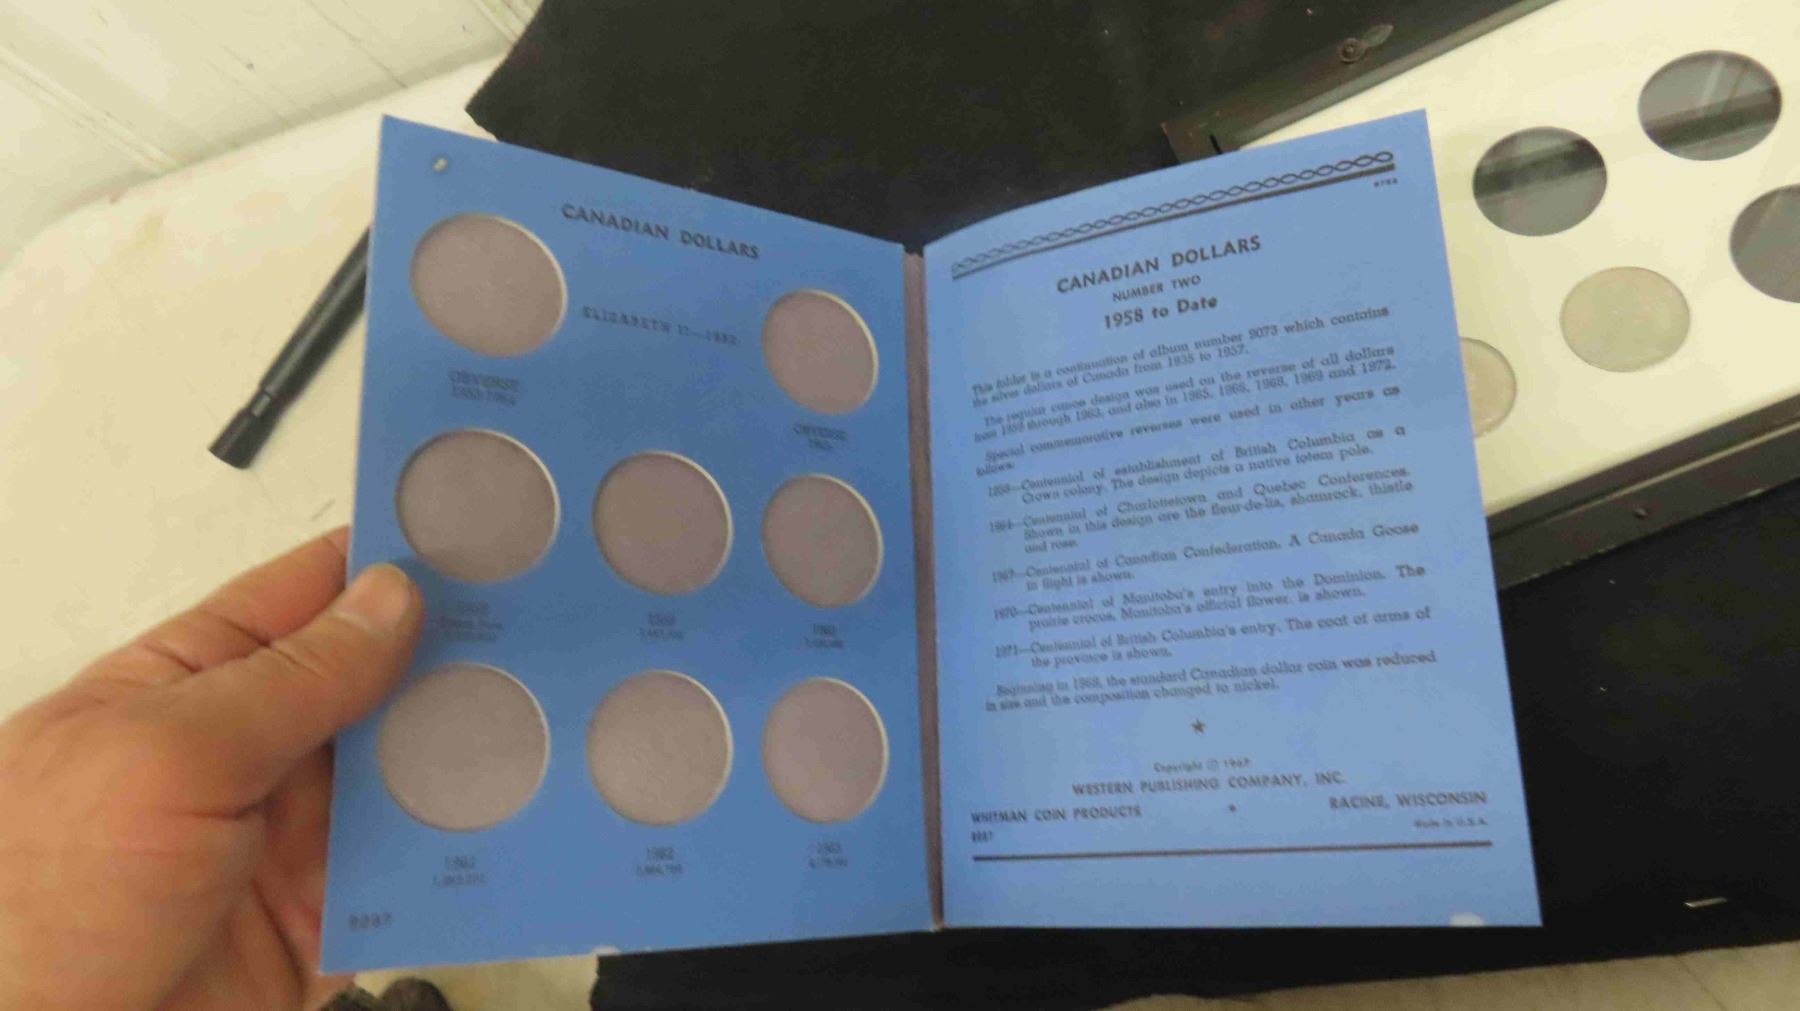 CANADIAN DOLLARS
ELIZABETH II—1952-
OBVERSE
1953-1964
OBVERSE
1965-
1960
1961
1962
1963
9087
CANADIAN DOLLARS
NUMBER TWO
1958 to Date
This folder is a continuation of album number 9073 which contains
the silver dollars of Canada from 1935 to 1957.
The regular canoe design was used on the reverse of all dollars
from 1959 through 1963, and also in 1965, 1966, 1968, 1969 and 1972.
Special commemorative reverses were used in other years as
follows:
1958—Centennial of establishment of British Columbia as a
Crown colony. The design depicts a native totem pole.
1964—Centennial of Charlottetown and Quebec Conferences.
Shown in this design are the fleur-de-lis, shamrock, thistle
and rose.
1967—Centennial of Canadian Confederation. A Canada Goose
in flight is shown.
1970—Centennial of Manitoba's entry into the Dominion. The
prairie crocus, Manitoba's official flower, is shown.
1971—Centennial of British Columbia's entry. The coat of arms of
the province is shown.
Beginning in 1968, the standard Canadian dollar coin was reduced
in size and the composition changed to nickel.
Copyright © 1967
WESTERN PUBLISHING COMPANY, INC.
WHITMAN COIN PRODUCTS RACINE, WISCONSIN
9087 Made in U.S.A.